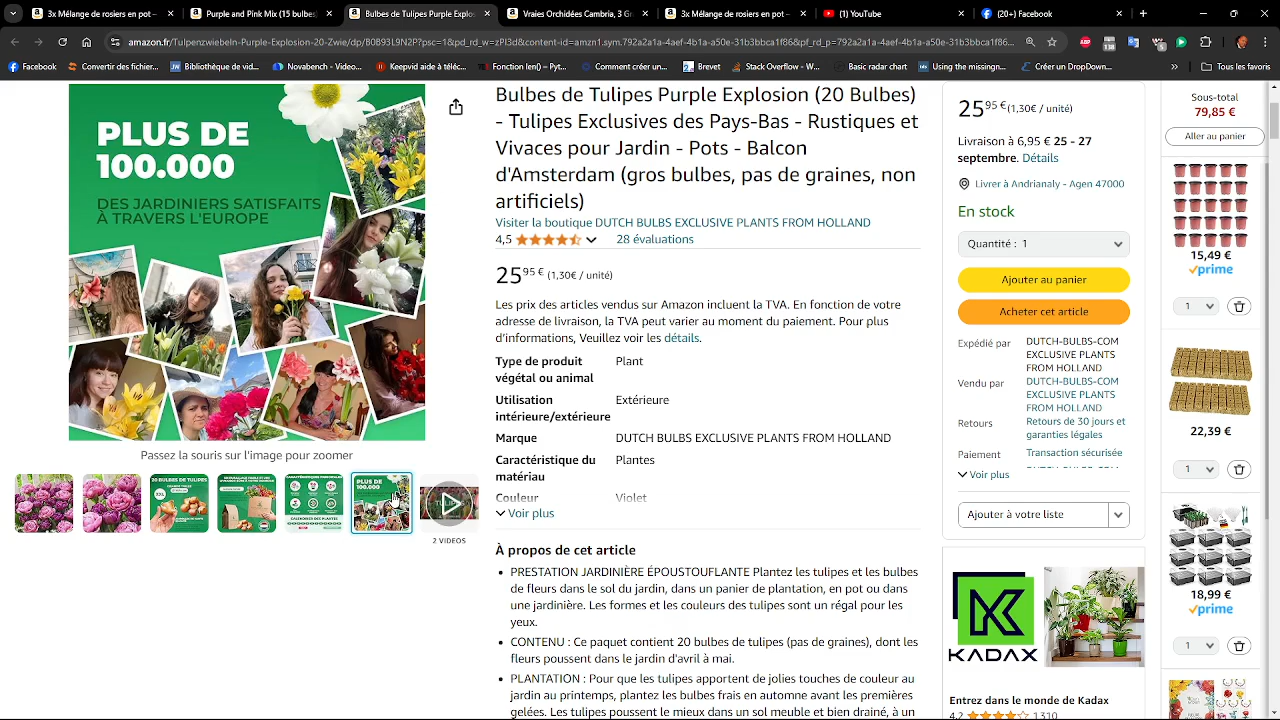 3x Mélange de rosiers en pot –
Purple and Pink Mix (15 bulbes)
Bulbes de Tulipes Purple Explos
Vraies Orchidées Cambria, 3 Gr
3x Mélange de rosiers en pot –
(1) YouTube
(20+) Facebook
amazon.fr/Tulpenzwiebeln-Purple-Explosion-20-Zwie/dp/B0B93L9N2P?psc=1&pd_rd_w=zPl3d&content-id=amzn1.sym.792a2a1a-4aef-4b1a-a50e-31b3bbca1f86&pf_rd_p=792a2a1a-4aef-4b1a-a50e-31b3bbca1f86...
Facebook
Convertir des fichier...
Bibliothèque de vid...
Novabench - Video...
Keepvid aide à téléc...
Fonction (len) – Pyt...
Comment créer un...
Brevet
Stack Overflow - W...
Basic radar chart
Using the missingn...
Créer un DropDown...
Tous les favoris
PLUS DE
100.000
DES JARDINIERS SATISFAITS
À TRAVERS L'EUROPE
Passez la souris sur l'image pour zoomer
20 BULBES DE TULIPES
XXL
PLUS DE
100.000
2 VIDEOS
Bulbes de Tulipes Purple Explosion (20 Bulbes)
- Tulipes Exclusives des Pays-Bas - Rustiques et
Vivaces pour Jardin - Pots - Balcon
d'Amsterdam (gros bulbes, pas de graines, non
artificiels)
Visiter la boutique DUTCH BULBS EXCLUSIVE PLANTS FROM HOLLAND
4,5 28 évaluations
25,95 € (1,30€ / unité)
Les prix des articles vendus sur Amazon incluent la TVA. En fonction de votre
adresse de livraison, la TVA peut varier au moment du paiement. Pour plus
d'informations, Veuillez voir les détails.
Type de produit végétal ou animal Plant
Utilisation intérieure/extérieure Extérieure
Marque DUTCH BULBS EXCLUSIVE PLANTS FROM HOLLAND
Caractéristique du matériau Plantes
Couleur Violet
Voir plus
À propos de cet article
PRESTATION JARDINIÈRE ÉPOUSTOUFLANTE Plantez les tulipes et les bulbes
de fleurs dans le sol du jardin, dans un panier de plantation, en pot ou dans
une jardinière. Les formes et les couleurs des tulipes sont un régal pour les
yeux.
CONTENU : Ce paquet contient 20 bulbes de tulipes (pas de graines), dont les
fleurs poussent dans le jardin d'avril à mai.
PLANTATION : Pour que les tulipes apportent de jolies touches de couleur au
jardin au printemps, plantez les bulbes frais en automne avant les premières
gelées. Les tulipes poussent le mieux dans un sol meuble et bien drainé, à un
25,95 € (1,30€ / unité)
Livraison à 6,95 € 25 - 27
septembre. Détails
Livrer à Andrianaly - Agen 47000
En stock
Quantité : 1
Ajouter au panier
Acheter cet article
Expédié par DUTCH-BULBS-COM
EXCLUSIVE PLANTS
FROM HOLLAND
Vendu par DUTCH-BULBS-COM
EXCLUSIVE PLANTS
FROM HOLLAND
Retours Retours de 30 jours et
garanties légales
Paiement Transaction sécurisée
Voir plus
Ajouter à votre liste
KADAX
Entrez dans le monde de Kadax
4,2 1 310
Sous-total
79,85 €
Aller au panier
15,49 €
prime
1
22,39 €
1
18,99 €
prime
1